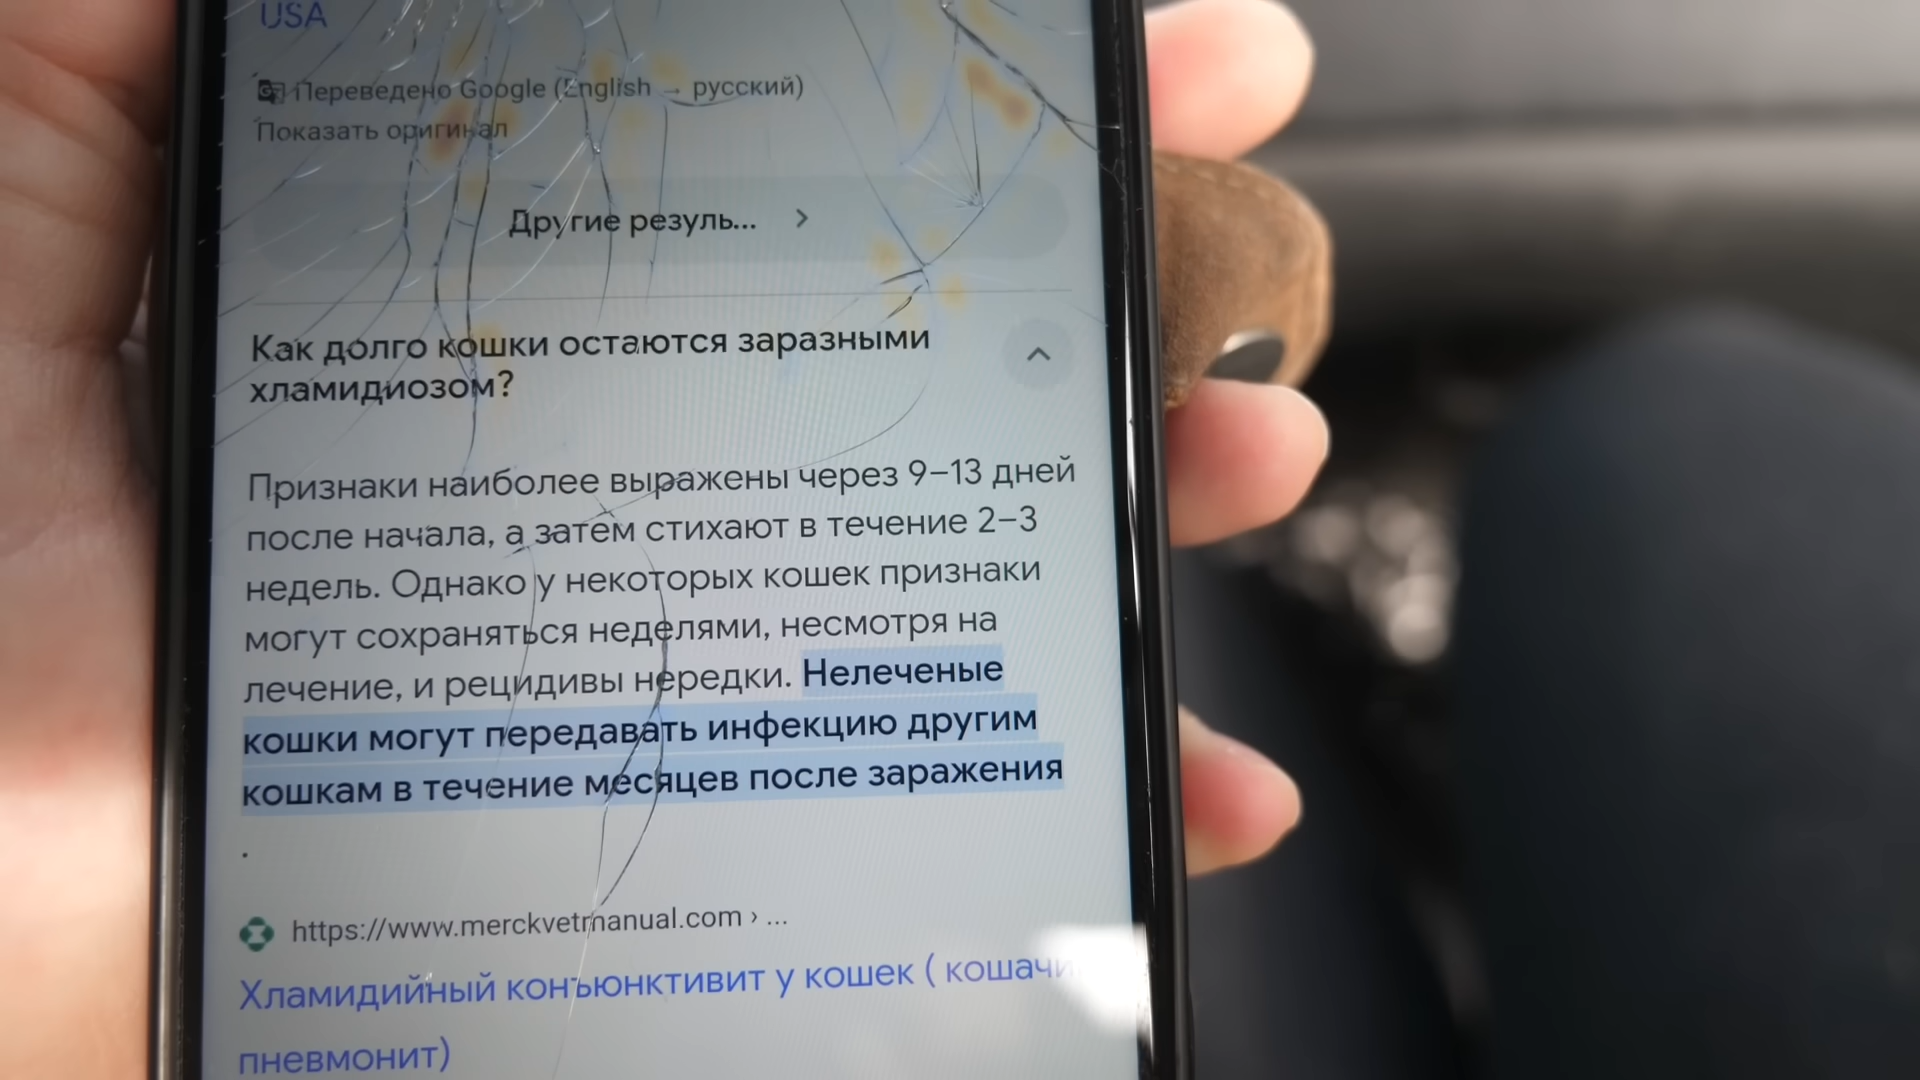 USA
Переведено Google (English → русский)
Показать оригинал
Другие резуль... >
Как долго кошки остаются заразными
хламидиозом?
Признаки наиболее выражены через 9–13 дней
после начала, а затем стихают в течение 2–3
недель. Однако у некоторых кошек признаки
могут сохраняться неделями, несмотря на
лечение, и рецидивы нередки. Нелеченые
кошки могут передавать инфекцию другим
кошкам в течение месяцев после заражения
.
https://www.merckvetmanual.com › ...
Хламидийный конъюнктивит у кошек ( кошачи
пневмонит)